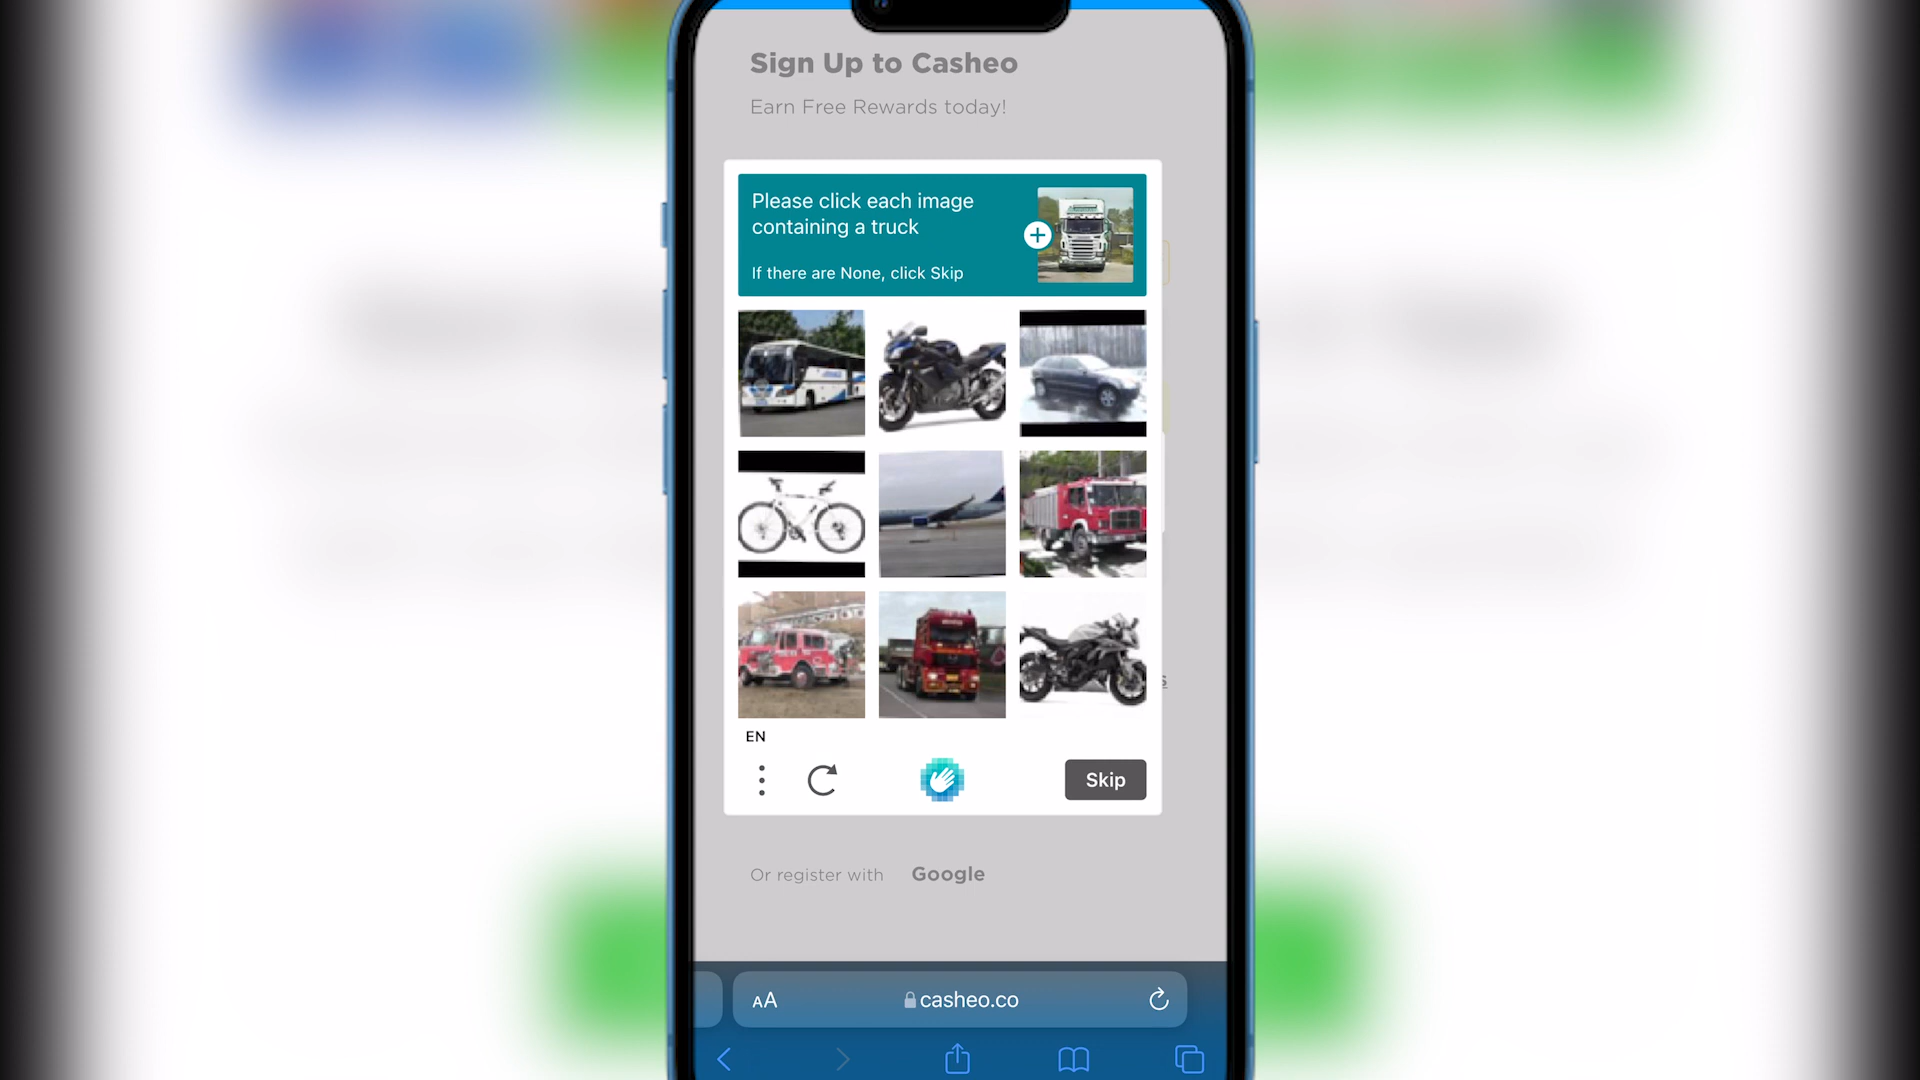 Sign Up to Casheo
Earn Free Rewards today!
Please click each image
containing a truck
If there are None, click Skip
EN
Skip
Or register with Google
AA
casheo.co